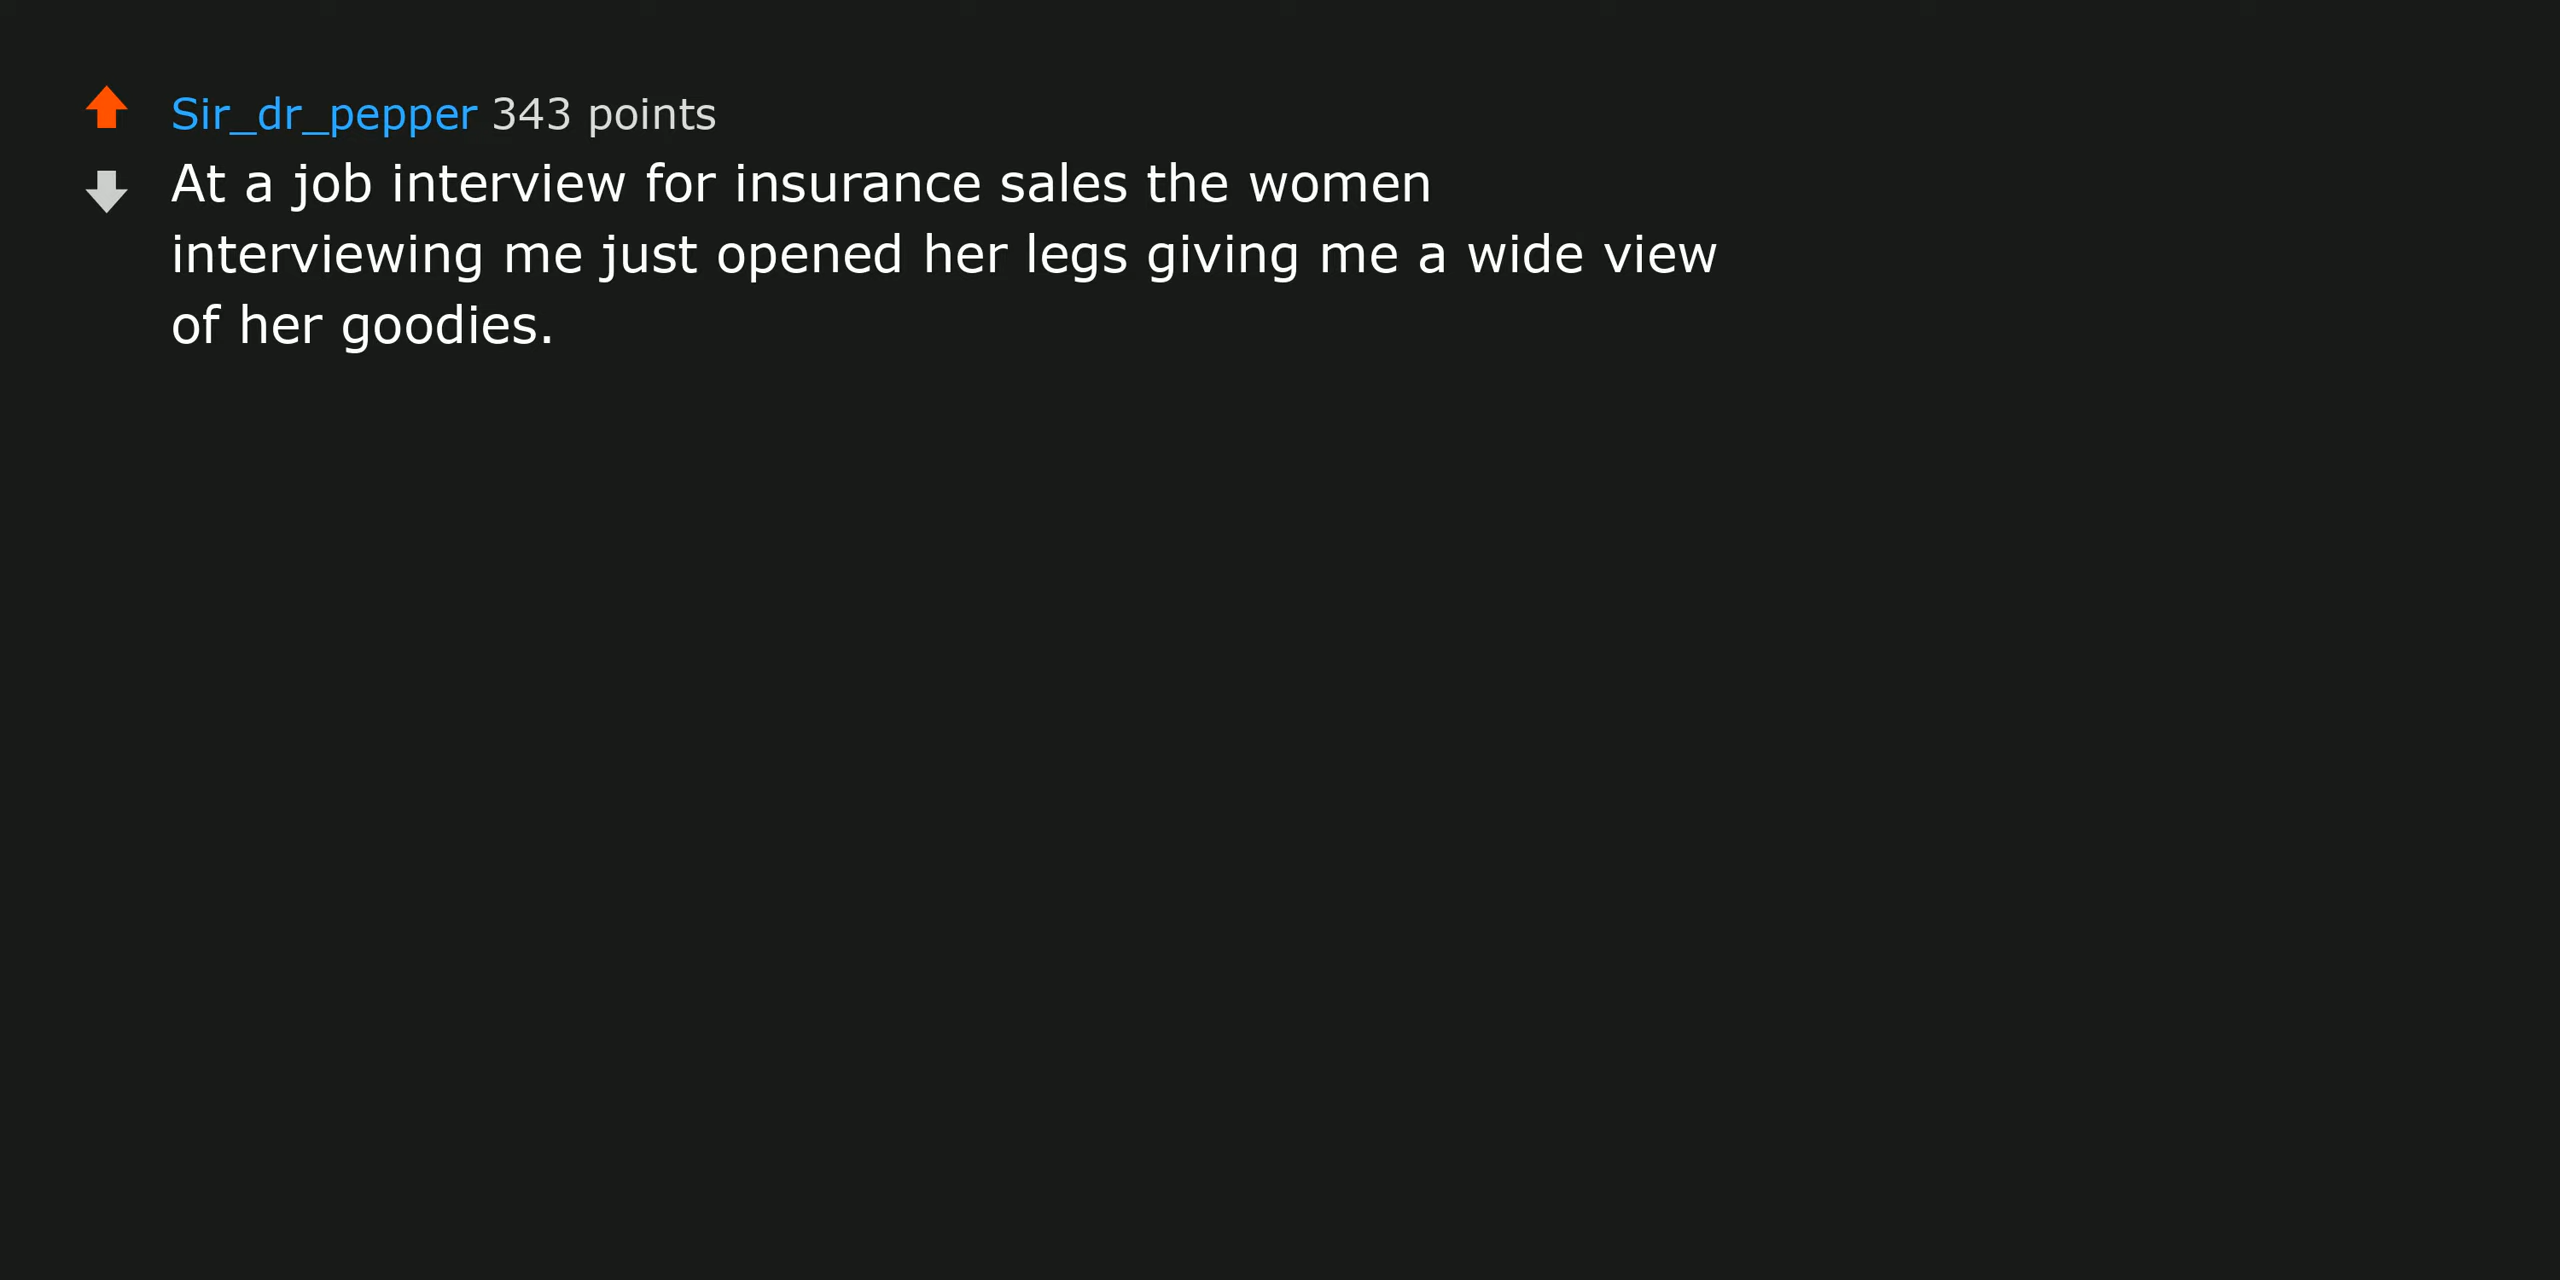 Sir_dr_pepper 343 points
At a job interview for insurance sales the women
interviewing me just opened her legs giving me a wide view
of her goodies.